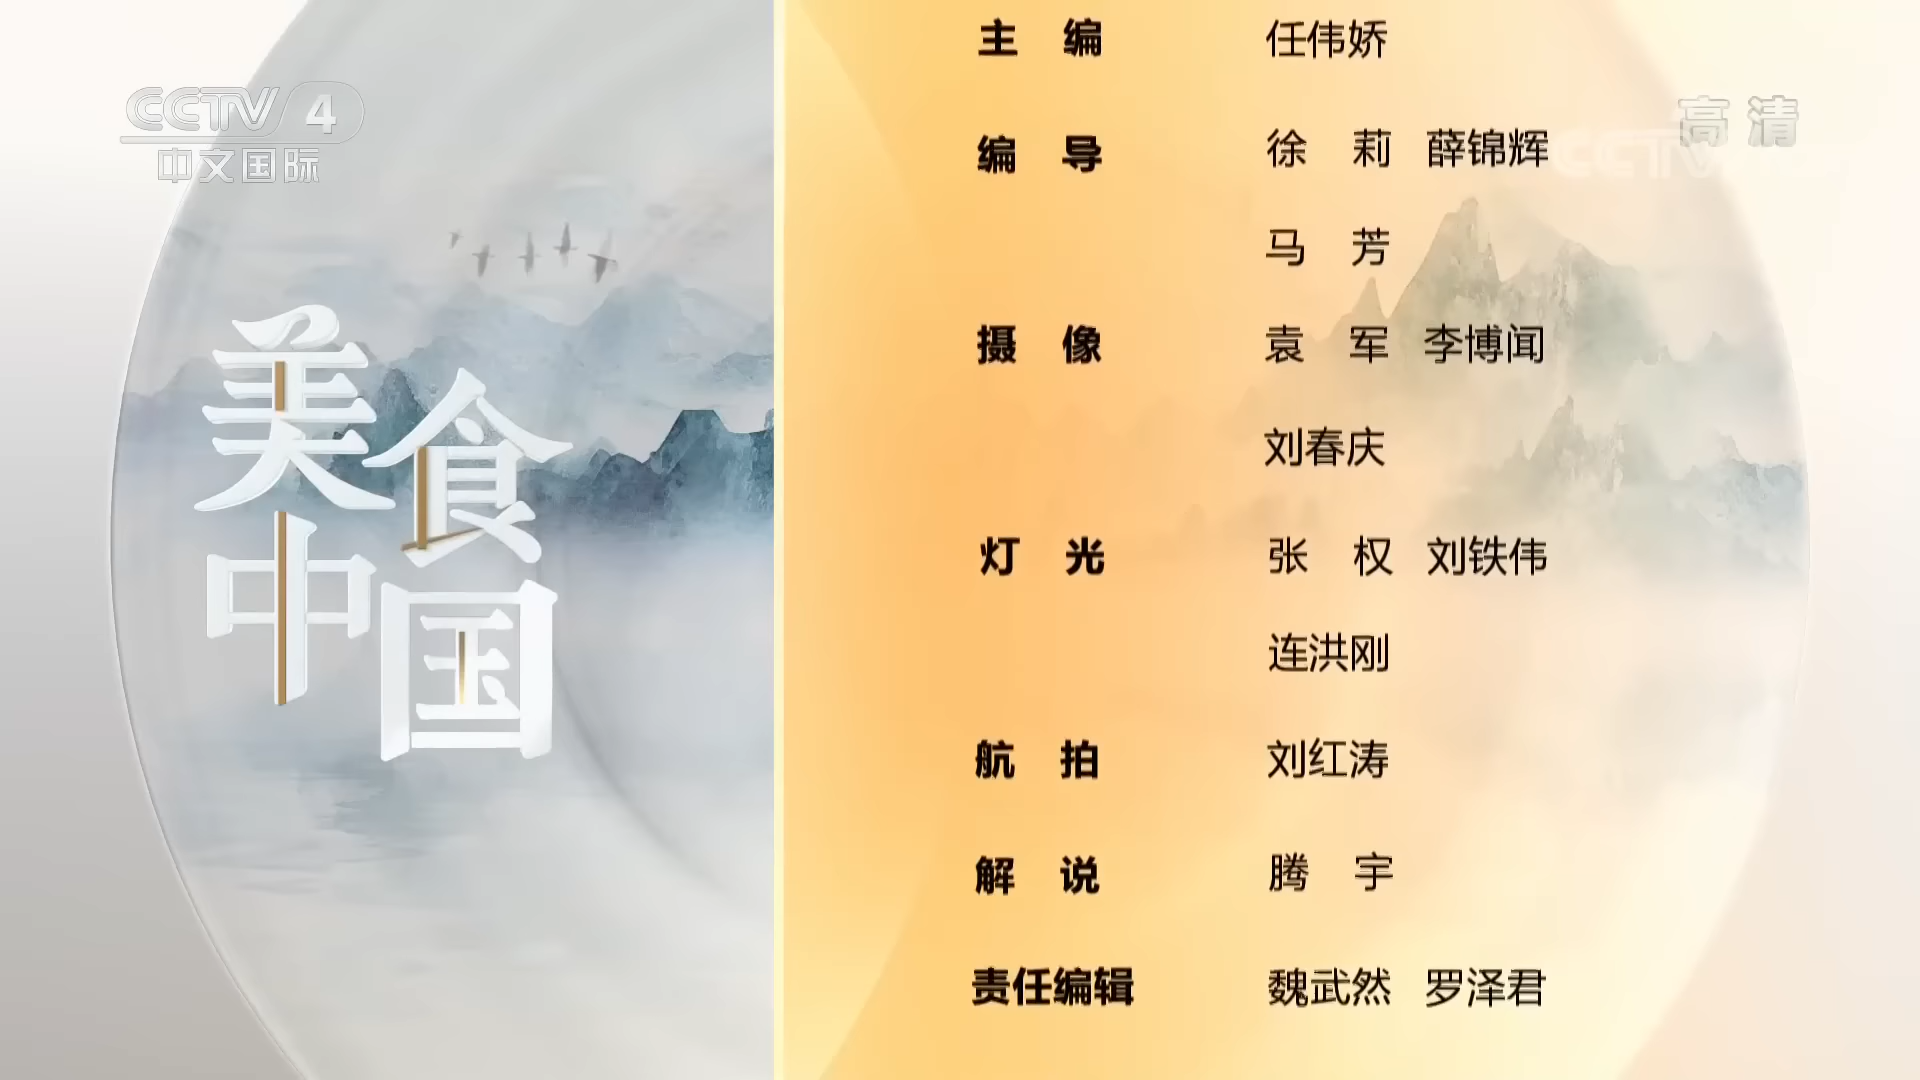 CCTV 4
中文国际
高清
CCTV
美食
中国
主 编 任伟娇
编 导 徐 莉 薛锦辉
马 芳
摄 像 袁 军 李博闻
刘春庆
灯 光 张 权 刘铁伟
连洪刚
航 拍 刘红涛
解 说 腾 宇
责任编辑 魏武然 罗泽君